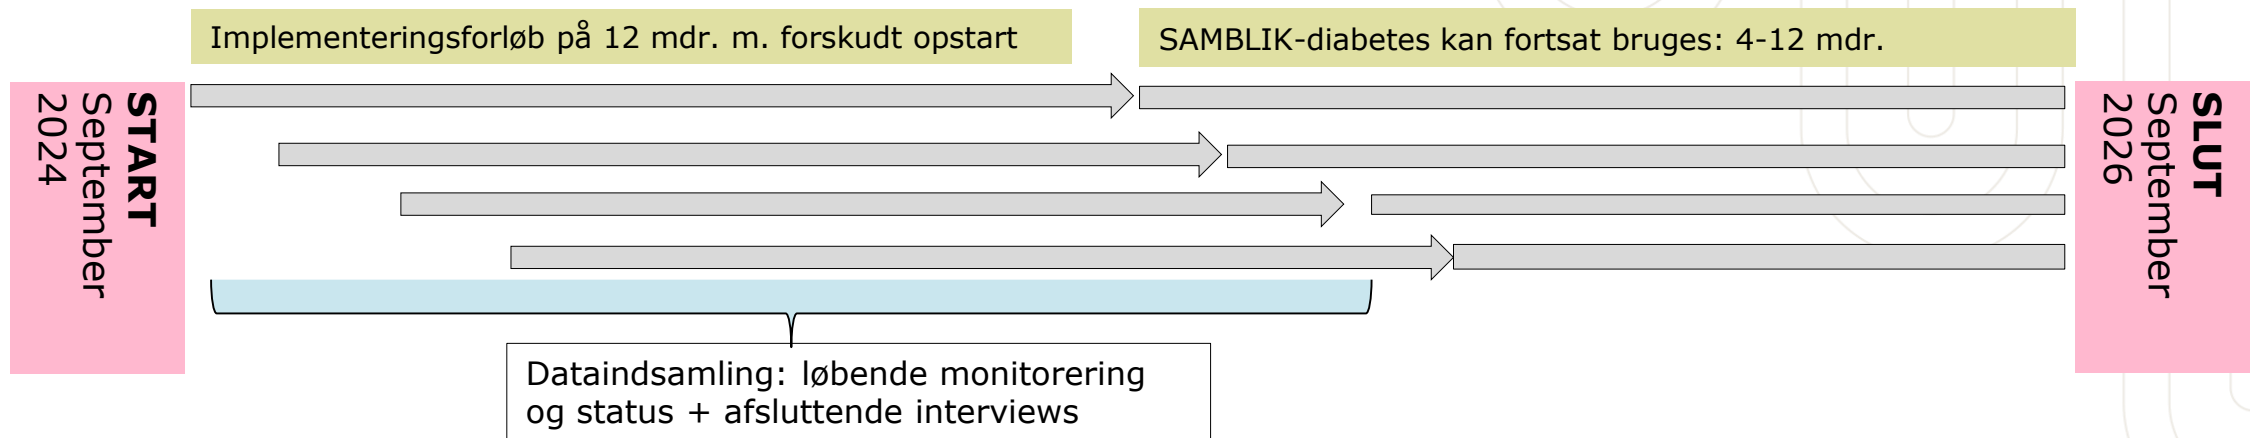 Implementeringsforløb på 12 mdr. m. forskudt opstart
SAMBLIK-diabetes kan fortsat bruges: 4-12 mdr.
START
September
2024
SLUT
September
2026
Dataindsamling: løbende monitorering
og status + afsluttende interviews